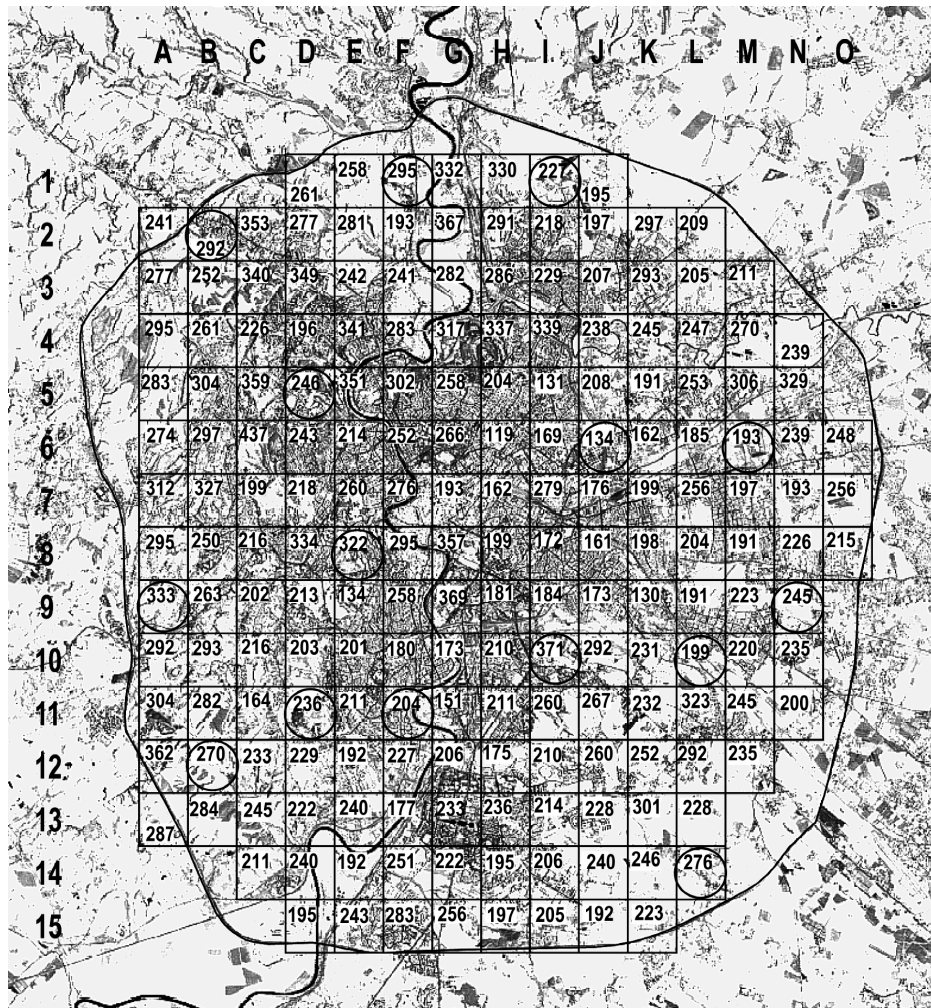 A B C D E F G H I J K L M N O
1 261 258 295 332 330 227 195
2 241 292 353 277 281 193 367 291 218 197 297 209
3 277 252 340 349 242 241 282 286 229 207 293 205 211
4 295 261 226 196 341 283 317 337 339 238 245 247 270 239
5 283 304 359 246 351 302 258 204 131 208 191 253 306 329
6 274 297 437 243 214 252 266 119 169 134 162 185 193 239 248
7 312 327 199 218 260 276 193 162 279 176 199 256 197 193 256
8 295 250 216 334 322 295 357 199 172 161 198 204 191 226 215
9 333 263 202 213 134 258 369 181 184 173 130 191 223 245
10 292 293 216 203 201 180 173 210 371 292 231 199 220 235
11 304 282 164 236 211 204 151 211 260 267 232 323 245 200
12 362 270 233 229 192 227 206 175 210 260 252 292 235
13 287 284 245 222 240 177 233 236 214 228 301 228
14 211 240 192 251 222 195 206 240 246 276
15 195 243 283 256 197 205 192 223